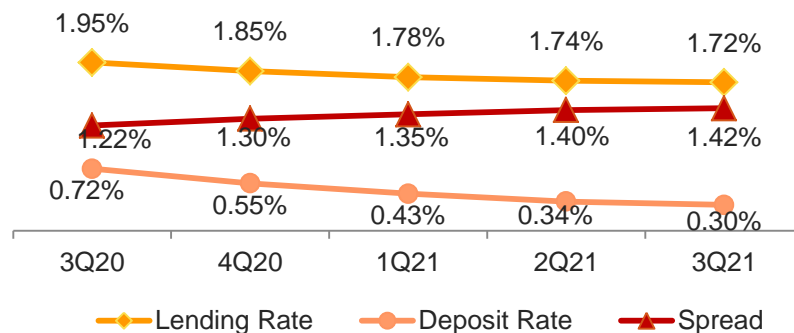 1.95% 1.85% 1.78% 1.74% 1.72%
1.22% 1.30% 1.35% 1.40% 1.42%
0.72% 0.55% 0.43% 0.34% 0.30%
3Q20 4Q20 1Q21 2Q21 3Q21
Lending Rate Deposit Rate Spread